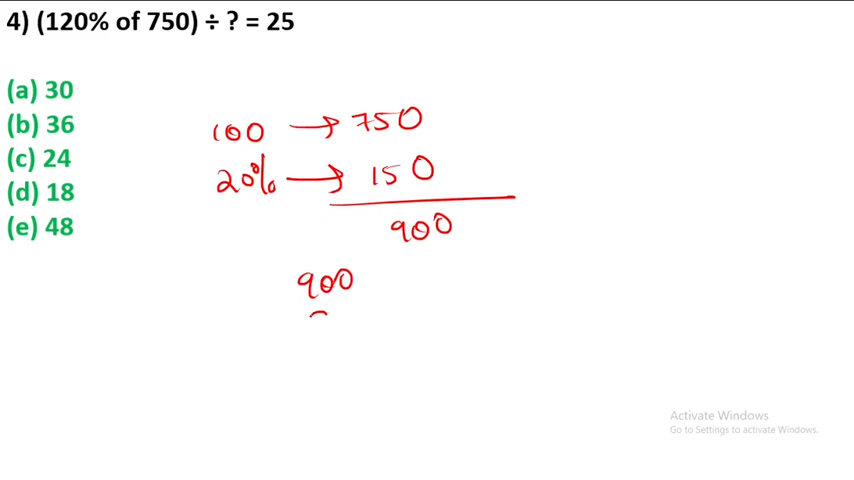 4) (120% of 750) ÷ ? = 25
(a) 30
(b) 36
(c) 24
(d) 18
(e) 48
100 → 750
20% → 150
900
900
Activate Windows
Go to Settings to activate Windows.